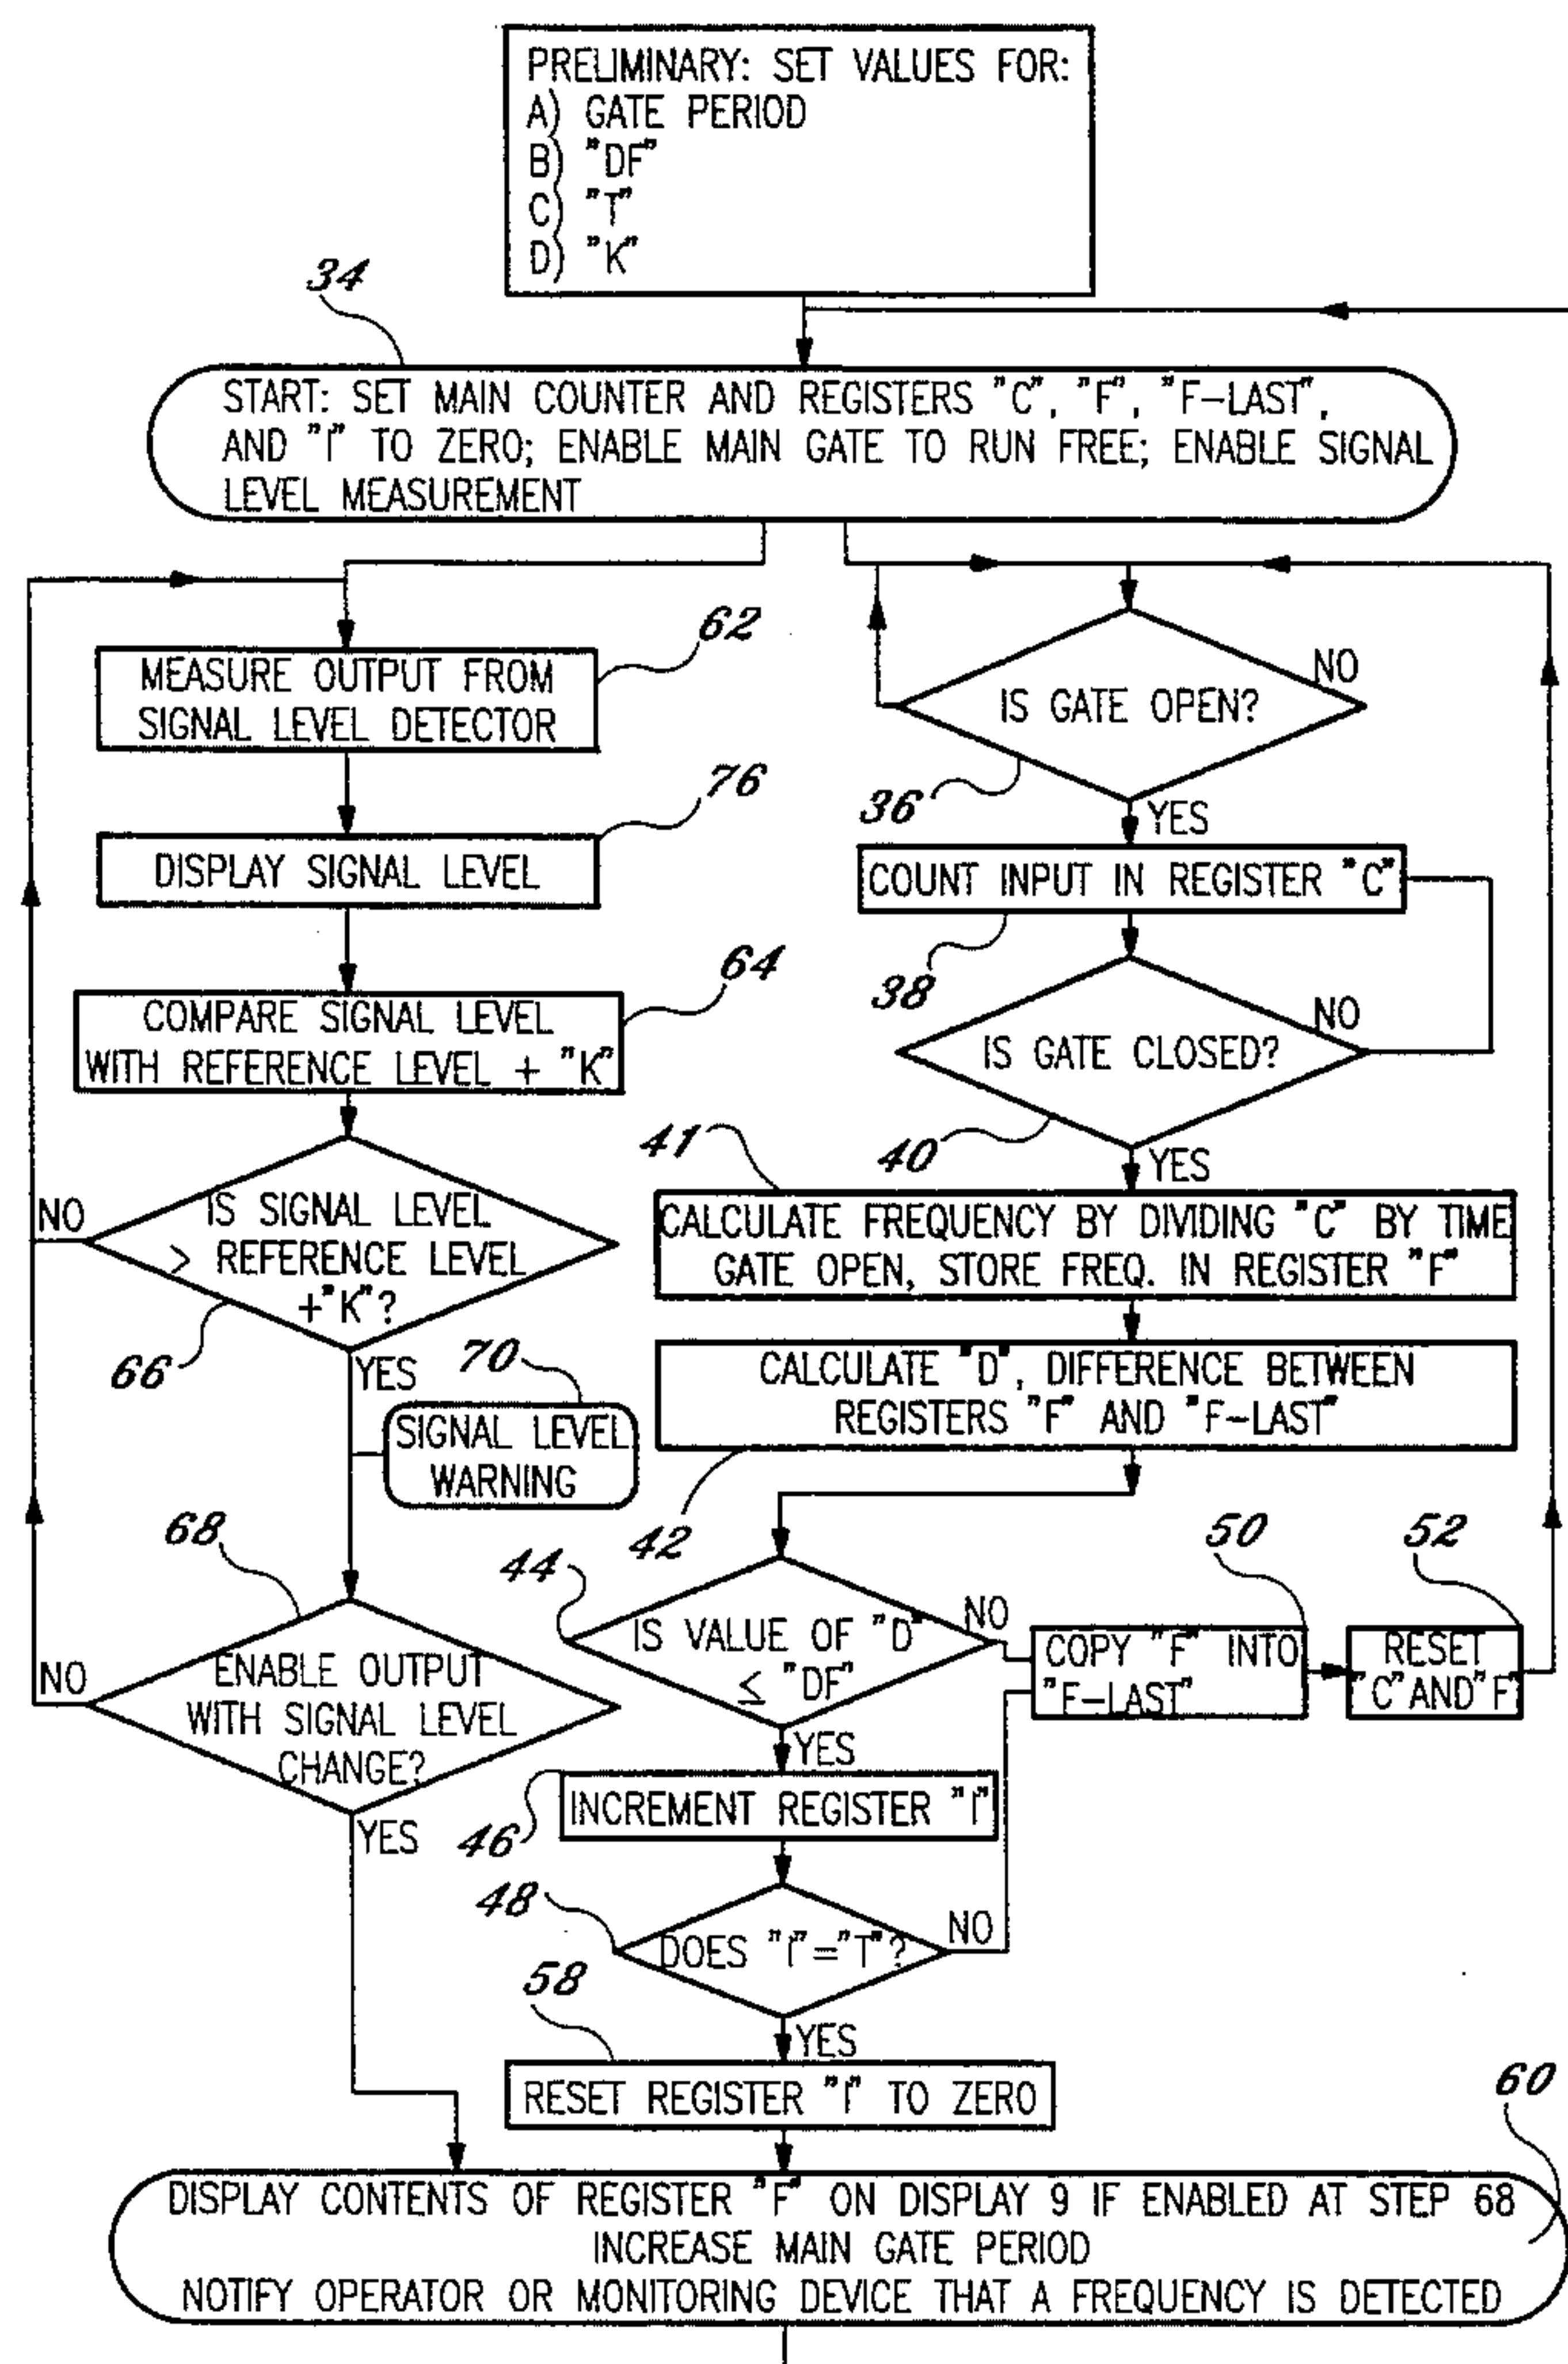 PRELIMINARY: SET VALUES FOR:
A) GATE PERIOD
B) "DF"
C) "T"
D) "K"
34
START: SET MAIN COUNTER AND REGISTERS "C", "F", "F-LAST",
AND "I" TO ZERO; ENABLE MAIN GATE TO RUN FREE; ENABLE SIGNAL
LEVEL MEASUREMENT
62
MEASURE OUTPUT FROM
SIGNAL LEVEL DETECTOR
76
DISPLAY SIGNAL LEVEL
64
COMPARE SIGNAL LEVEL
WITH REFERENCE LEVEL + "K"
IS SIGNAL LEVEL
> REFERENCE LEVEL
+"K"?
NO
66
YES
70
SIGNAL LEVEL
WARNING
68
ENABLE OUTPUT
WITH SIGNAL LEVEL
CHANGE?
NO
YES
IS GATE OPEN?
NO
36
YES
COUNT INPUT IN REGISTER "C"
38
IS GATE CLOSED?
NO
40
YES
41
CALCULATE FREQUENCY BY DIVIDING "C" BY TIME
GATE OPEN, STORE FREQ. IN REGISTER "F"
CALCULATE "D", DIFFERENCE BETWEEN
REGISTERS "F" AND "F-LAST"
42
44
IS VALUE OF "D"
≤ "DF"
NO
YES
50
COPY "F" INTO
"F-LAST"
52
RESET
"C"AND"F"
INCREMENT REGISTER "I"
46
48
DOES "I"="T"?
NO
YES
58
RESET REGISTER "I" TO ZERO
60
DISPLAY CONTENTS OF REGISTER "F" ON DISPLAY 9 IF ENABLED AT STEP 68
INCREASE MAIN GATE PERIOD
NOTIFY OPERATOR OR MONITORING DEVICE THAT A FREQUENCY IS DETECTED